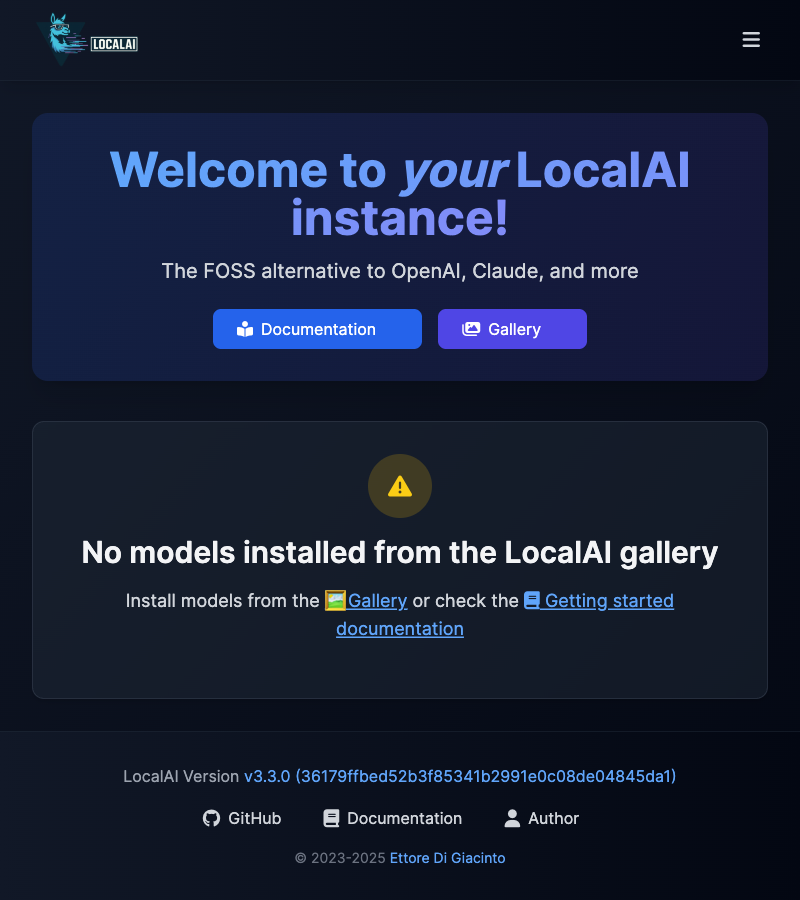 LOCALAI
Welcome to your LocalAI
instance!
The FOSS alternative to OpenAI, Claude, and more
Documentation
Gallery
No models installed from the LocalAI gallery
Install models from the 🖼️Gallery or check the Getting started
documentation
LocalAI Version v3.3.0 (36179ffbed52b3f85341b2991e0c08de04845da1)
GitHub
Documentation
Author
© 2023-2025 Ettore Di Giacinto